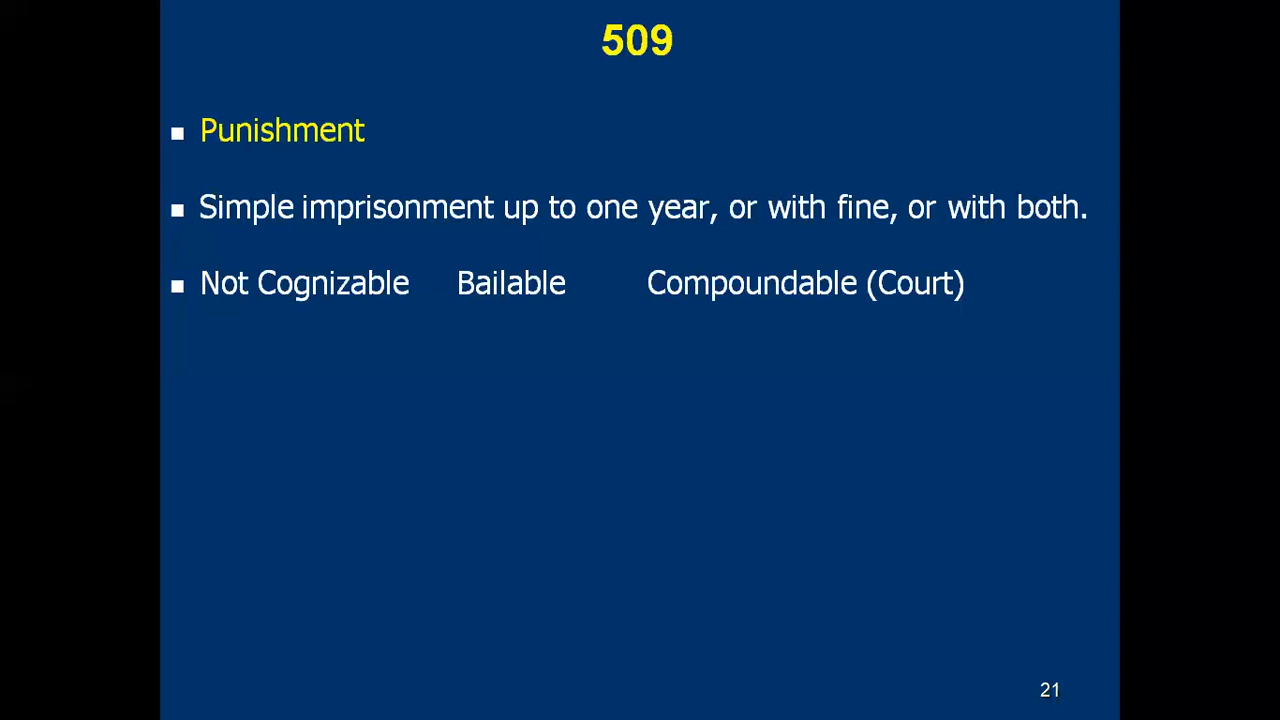 509
Punishment
Simple imprisonment up to one year, or with fine, or with both.
Not Cognizable Bailable Compoundable (Court)
21